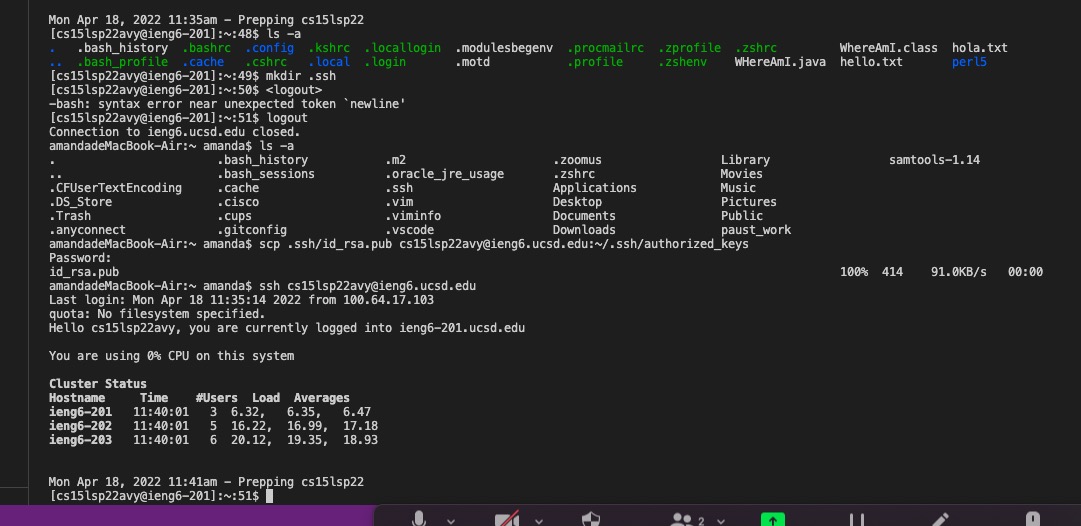 Mon Apr 18, 2022 11:35am - Prepping cs15lsp22
[cs15lsp22avy@ieng6-201]:~:48$ ls -a
. .bash_history .bashrc .config .kshrc .locallogin .modulesbegenv .procmailrc .zprofile .zshrc WhereAmI.class hola.txt
.. .bash_profile .cache .cshrc .local .login .motd .profile .zshenv WHereAmI.java hello.txt perl5
[cs15lsp22avy@ieng6-201]:~:49$ mkdir .ssh
[cs15lsp22avy@ieng6-201]:~:50$ <logout>
-bash: syntax error near unexpected token `newline'
[cs15lsp22avy@ieng6-201]:~:51$ logout
Connection to ieng6.ucsd.edu closed.
amandadeMacBook-Air:~ amanda$ ls -a
. .bash_history .m2 .zoomus Library samtools-1.14
.. .bash_sessions .oracle_jre_usage .zshrc Movies
.CFUserTextEncoding .cache .ssh Applications Music
.DS_Store .cisco .vim Desktop Pictures
.Trash .cups .viminfo Documents Public
.anyconnect .gitconfig .vscode Downloads paust_work
amandadeMacBook-Air:~ amanda$ scp .ssh/id_rsa.pub cs15lsp22avy@ieng6.ucsd.edu:~/.ssh/authorized_keys
Password:
id_rsa.pub 100% 414 91.0KB/s 00:00
amandadeMacBook-Air:~ amanda$ ssh cs15lsp22avy@ieng6.ucsd.edu
Last login: Mon Apr 18 11:35:14 2022 from 100.64.17.103
quota: No filesystem specified.
Hello cs15lsp22avy, you are currently logged into ieng6-201.ucsd.edu
You are using 0% CPU on this system
Cluster Status
Hostname Time #Users Load Averages
ieng6-201 11:40:01 3 6.32, 6.35, 6.47
ieng6-202 11:40:01 5 16.22, 16.99, 17.18
ieng6-203 11:40:01 6 20.12, 19.35, 18.93
Mon Apr 18, 2022 11:41am - Prepping cs15lsp22
[cs15lsp22avy@ieng6-201]:~:51$
2